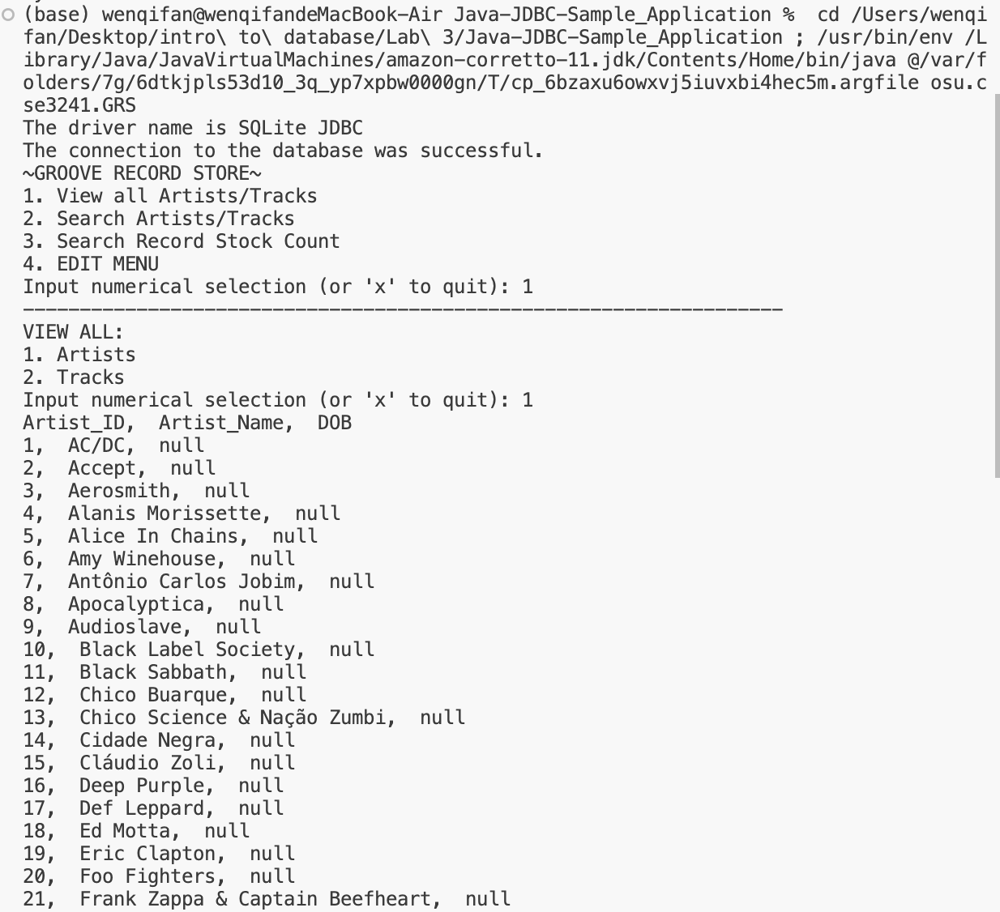 (base) wenqifan@wenqifandeMacBook-Air Java-JDBC-Sample_Application %  cd /Users/wenqi
fan/Desktop/intro\ to\ database/Lab\ 3/Java-JDBC-Sample_Application ; /usr/bin/env /L
ibrary/Java/JavaVirtualMachines/amazon-corretto-11.jdk/Contents/Home/bin/java @/var/f
olders/7g/6dtkjpls53d10_3q_yp7xpbw0000gn/T/cp_6bzaxu6owxvj5iuvxbi4hec5m.argfile osu.c
se3241.GRS
The driver name is SQLite JDBC
The connection to the database was successful.
~GROOVE RECORD STORE~
1. View all Artists/Tracks
2. Search Artists/Tracks
3. Search Record Stock Count
4. EDIT MENU
Input numerical selection (or 'x' to quit): 1
-------------------------------------------------------------------
VIEW ALL:
1. Artists
2. Tracks
Input numerical selection (or 'x' to quit): 1
Artist_ID,  Artist_Name,  DOB
1,  AC/DC,  null
2,  Accept,  null
3,  Aerosmith,  null
4,  Alanis Morissette,  null
5,  Alice In Chains,  null
6,  Amy Winehouse,  null
7,  Antônio Carlos Jobim,  null
8,  Apocalyptica,  null
9,  Audioslave,  null
10,  Black Label Society,  null
11,  Black Sabbath,  null
12,  Chico Buarque,  null
13,  Chico Science & Nação Zumbi,  null
14,  Cidade Negra,  null
15,  Cláudio Zoli,  null
16,  Deep Purple,  null
17,  Def Leppard,  null
18,  Ed Motta,  null
19,  Eric Clapton,  null
20,  Foo Fighters,  null
21,  Frank Zappa & Captain Beefheart,  null